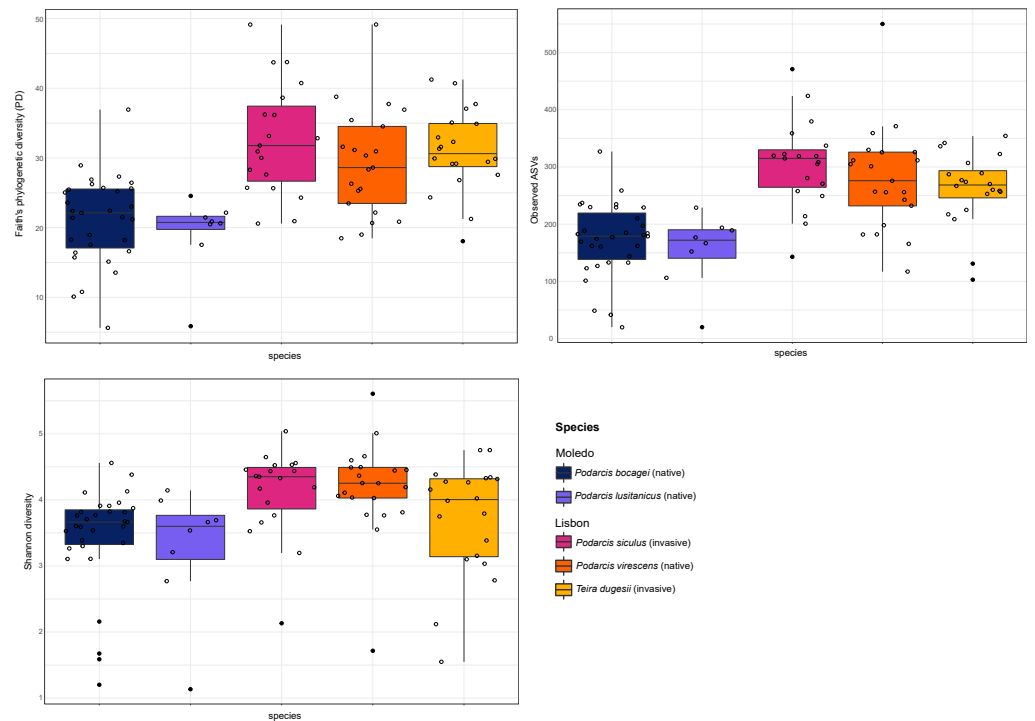 50
40
30
20
10
Faith's phylogenetic diversity (PD)
species
500
400
300
200
100
0
Observed ASVs
species
5
4
3
2
1
Shannon diversity
species
Species
Moledo
Podarcis bocagei (native)
Podarcis lusitanicus (native)
Lisbon
Podarcis siculus (invasive)
Podarcis virescens (native)
Teira dugesii (invasive)